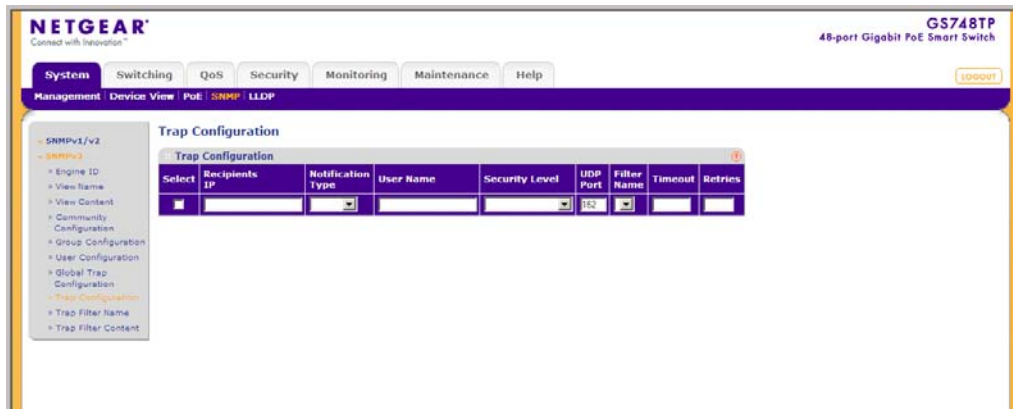 NETGEAR
Connect with Innovation™
GS748TP
48-port Gigabit PoE Smart Switch
System Switching QoS Security Monitoring Maintenance Help
LOGOUT
Management Device View PoE SNMP LLDP
SNMPv1/v2
SNMPv3
Engine ID
View Name
View Content
Community
Configuration
Group Configuration
User Configuration
Global Trap
Configuration
Trap Configuration
Trap Filter Name
Trap Filter Content
Trap Configuration
Trap Configuration
Select Recipients IP Notification Type User Name Security Level UDP Port Filter Name Timeout Retries
162